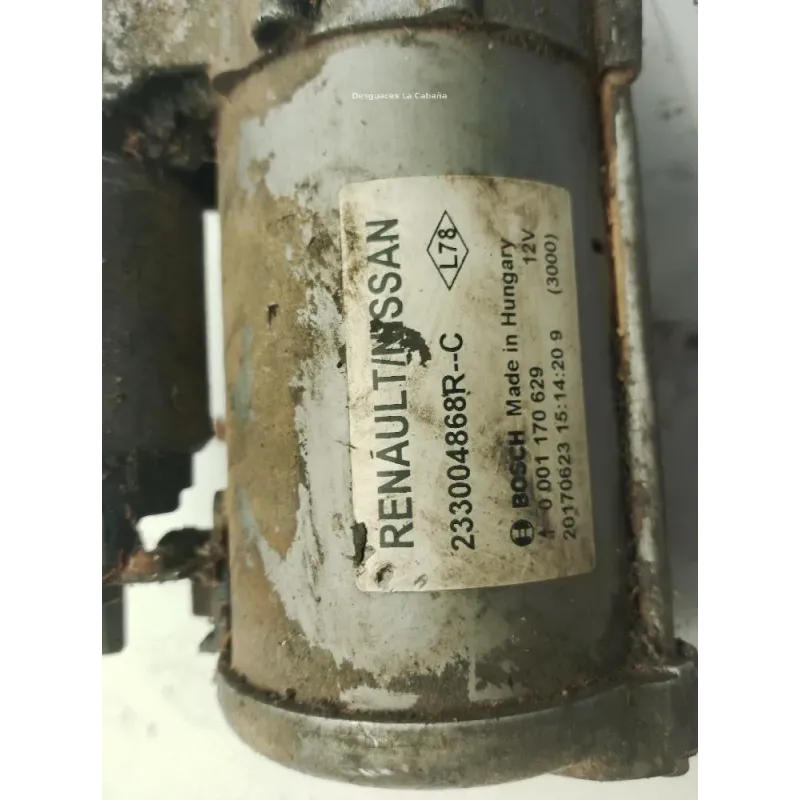 Desguaces La Cabaña
RENAULT/NISSAN
233004868R--C
L78
BOSCH Made in Hungary
0 001 170 629 12V
20170623 15:14:20 9 (3000)